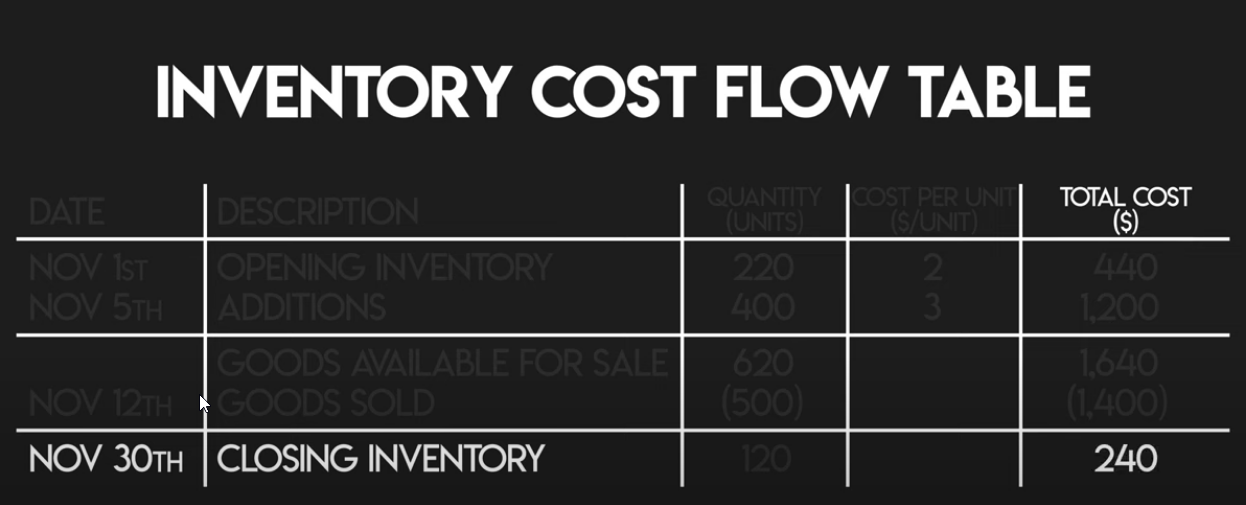 INVENTORY COST FLOW TABLE
DATE DESCRIPTION QUANTITY (UNITS) COST PER UNIT ($/UNIT) TOTAL COST ($)
NOV 1ST OPENING INVENTORY 220 2 440
NOV 5TH ADDITIONS 400 3 1,200
GOODS AVAILABLE FOR SALE 620 1,640
NOV 12TH GOODS SOLD (500) (1,400)
NOV 30TH CLOSING INVENTORY 120 240